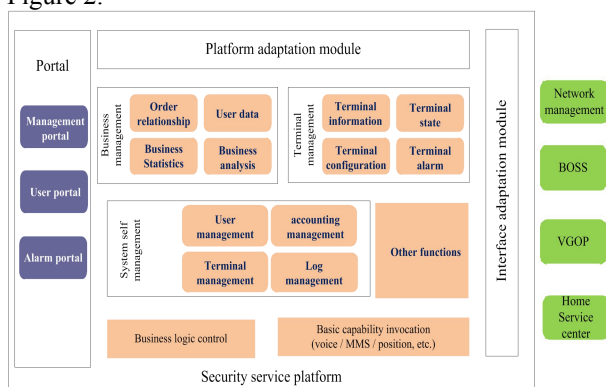 Figure 2.
Portal
Management
portal
User portal
Alarm portal
Platform adaptation module
Business
management
Order
relationship
User data
Business
Statistics
Business
analysis
Terminal
management
Terminal
information
Terminal
state
Terminal
configuration
Terminal
alarm
System self
management
User
management
accounting
management
Terminal
management
Log
management
Other functions
Business logic control
Basic capability invocation
(voice / MMS / position, etc.)
Security service platform
Interface adaptation module
Network
management
BOSS
VGOP
Home
Service
center